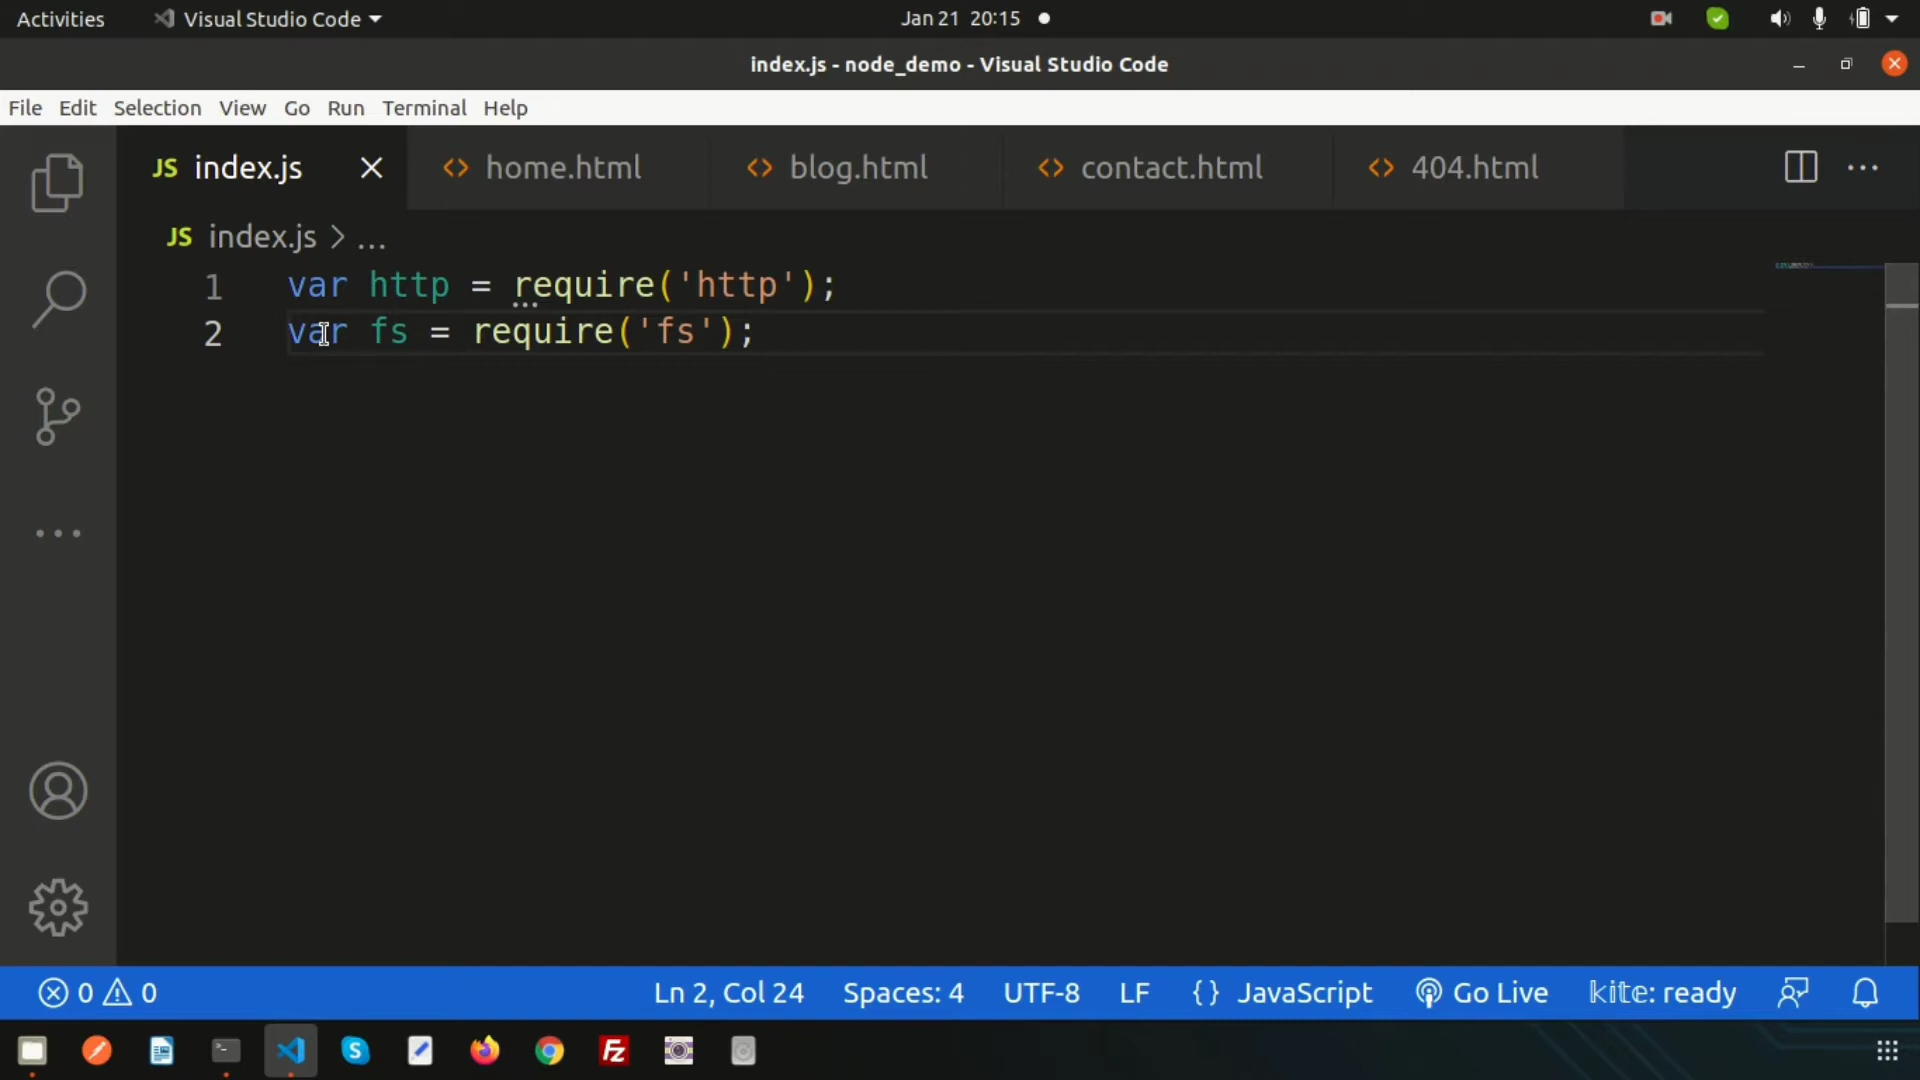 Activities Visual Studio Code Jan 21 20:15
index.js - node_demo - Visual Studio Code
File Edit Selection View Go Run Terminal Help
JS index.js home.html blog.html contact.html 404.html
JS index.js > ...
1 var http = require('http');
2 var fs = require('fs');
0 0 Ln 2, Col 24 Spaces: 4 UTF-8 LF {} JavaScript Go Live kite: ready